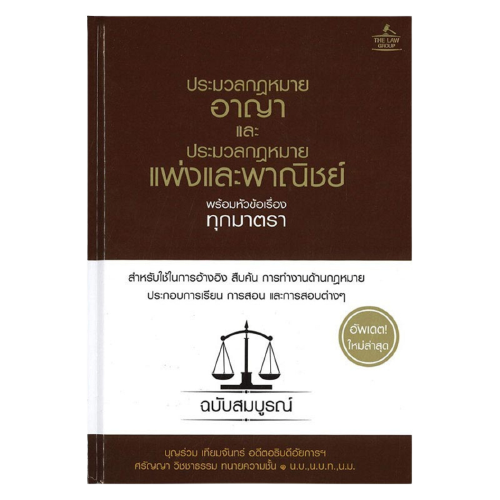 THE LAW
GROUP
ประมวลกฎหมาย
อาญา
และ
ประมวลกฎหมาย
แพ่งและพาณิชย์
พร้อมหัวข้อเรื่อง
ทุกมาตรา
สำหรับใช้ในการอ้างอิง สืบค้น การทำงานด้านกฎหมาย
ประกอบการเรียน การสอน และการสอบต่างๆ
อัพเดต!
ใหม่ล่าสุด
ฉบับสมบูรณ์
บุญร่วม เทียมจันทร์ อดีตอธิบดีอัยการฯ
ศรัญญา วิชชาธรรม ทนายความชั้น ๑ น.บ.,น.บ.ท.,น.ม.